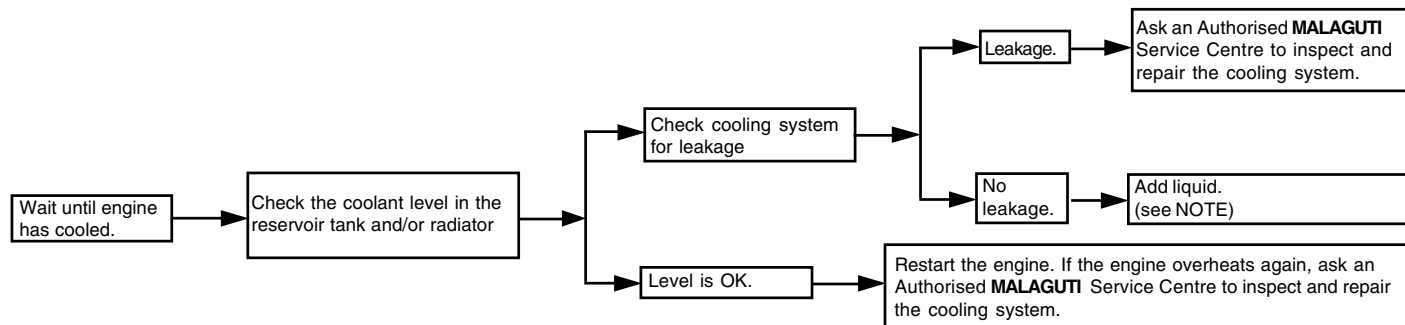 Wait until engine
has cooled.
Check the coolant level in the
reservoir tank and/or radiator
Check cooling system
for leakage
Leakage.
Ask an Authorised MALAGUTI
Service Centre to inspect and
repair the cooling system.
No
leakage.
Add liquid.
(see NOTE)
Level is OK.
Restart the engine. If the engine overheats again, ask an
Authorised MALAGUTI Service Centre to inspect and repair
the cooling system.